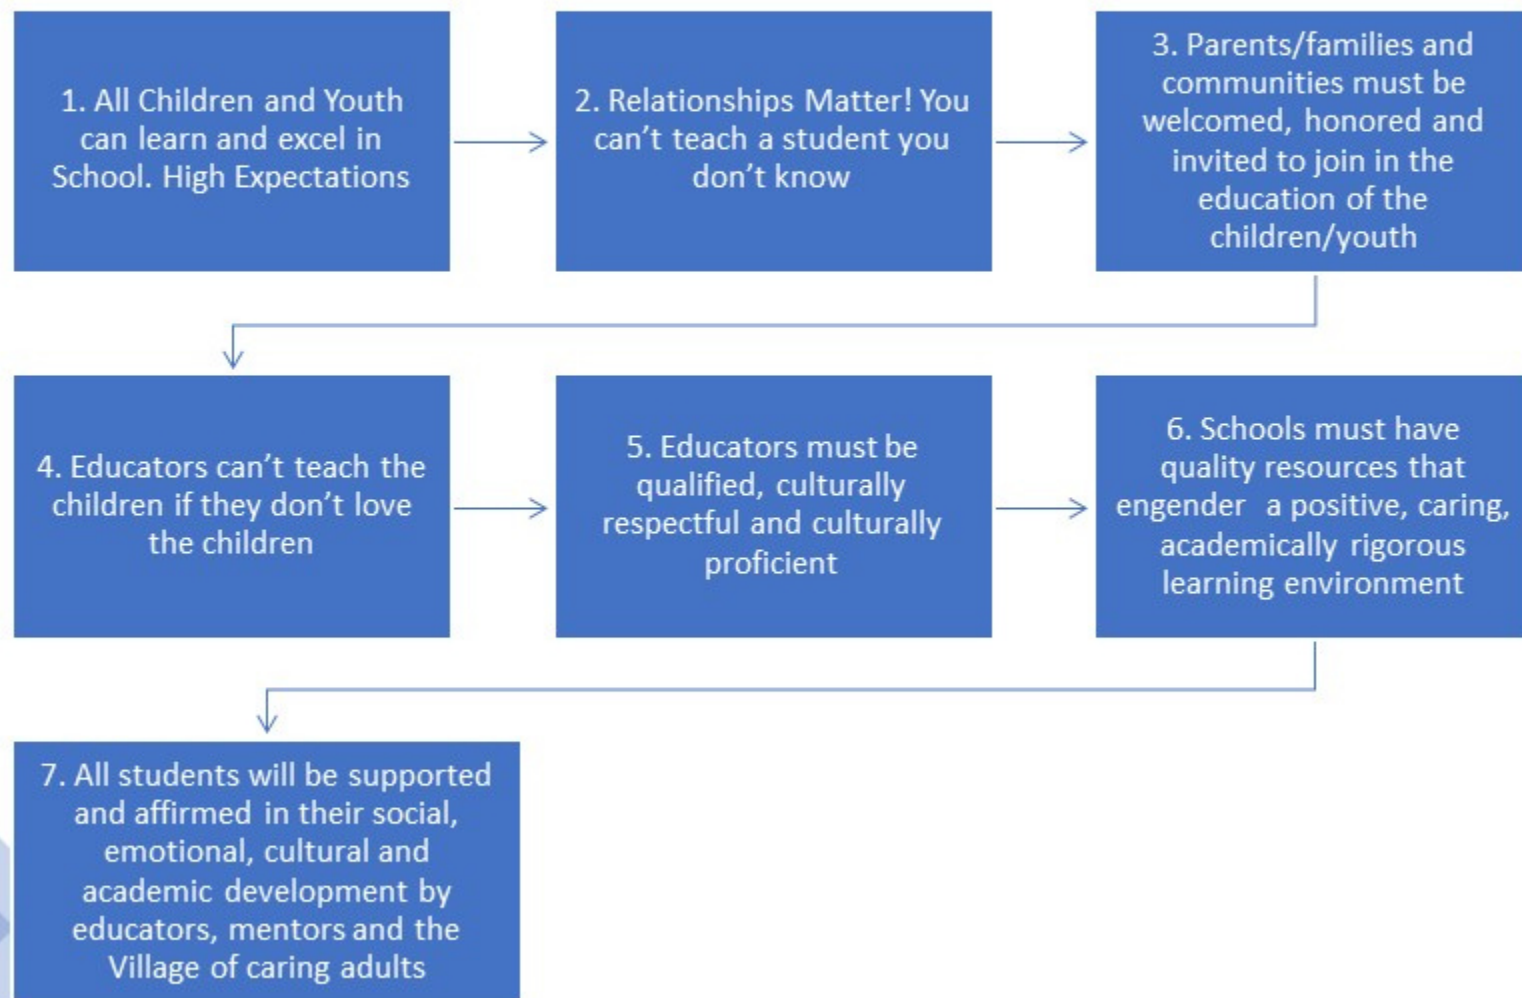 1. All Children and Youth
can learn and excel in
School. High Expectations
2. Relationships Matter! You
can’t teach a student you
don’t know
3. Parents/families and
communities must be
welcomed, honored and
invited to join in the
education of the
children/youth
4. Educators can’t teach the
children if they don’t love
the children
5. Educators must be
qualified, culturally
respectful and culturally
proficient
6. Schools must have
quality resources that
engender a positive, caring,
academically rigorous
learning environment
7. All students will be supported
and affirmed in their social,
emotional, cultural and
academic development by
educators, mentors and the
Village of caring adults